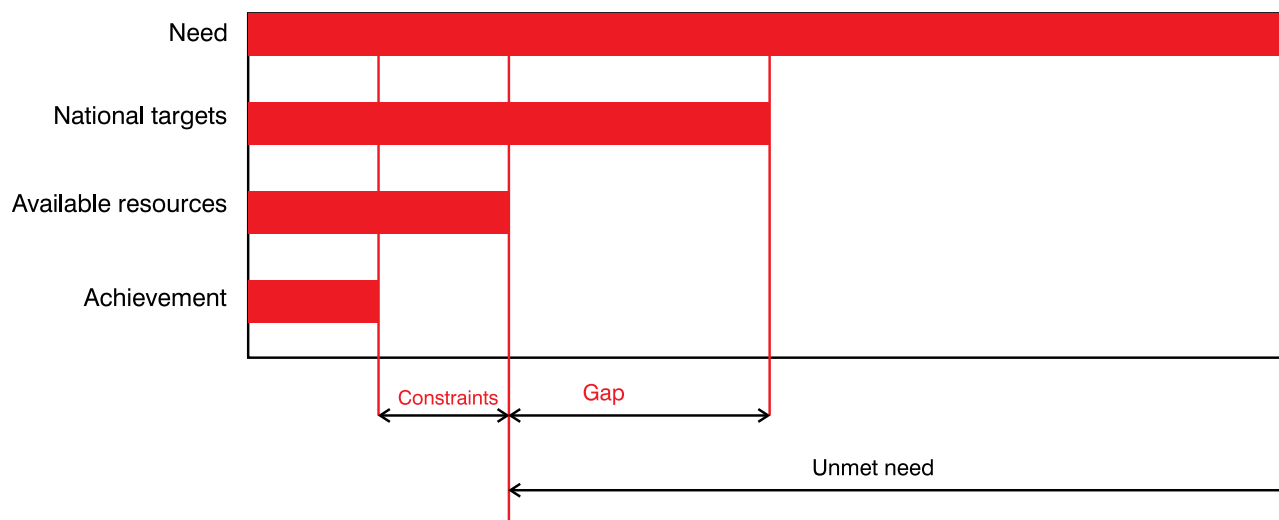 Need
National targets
Available resources
Achievement
Constraints
Gap
Unmet need